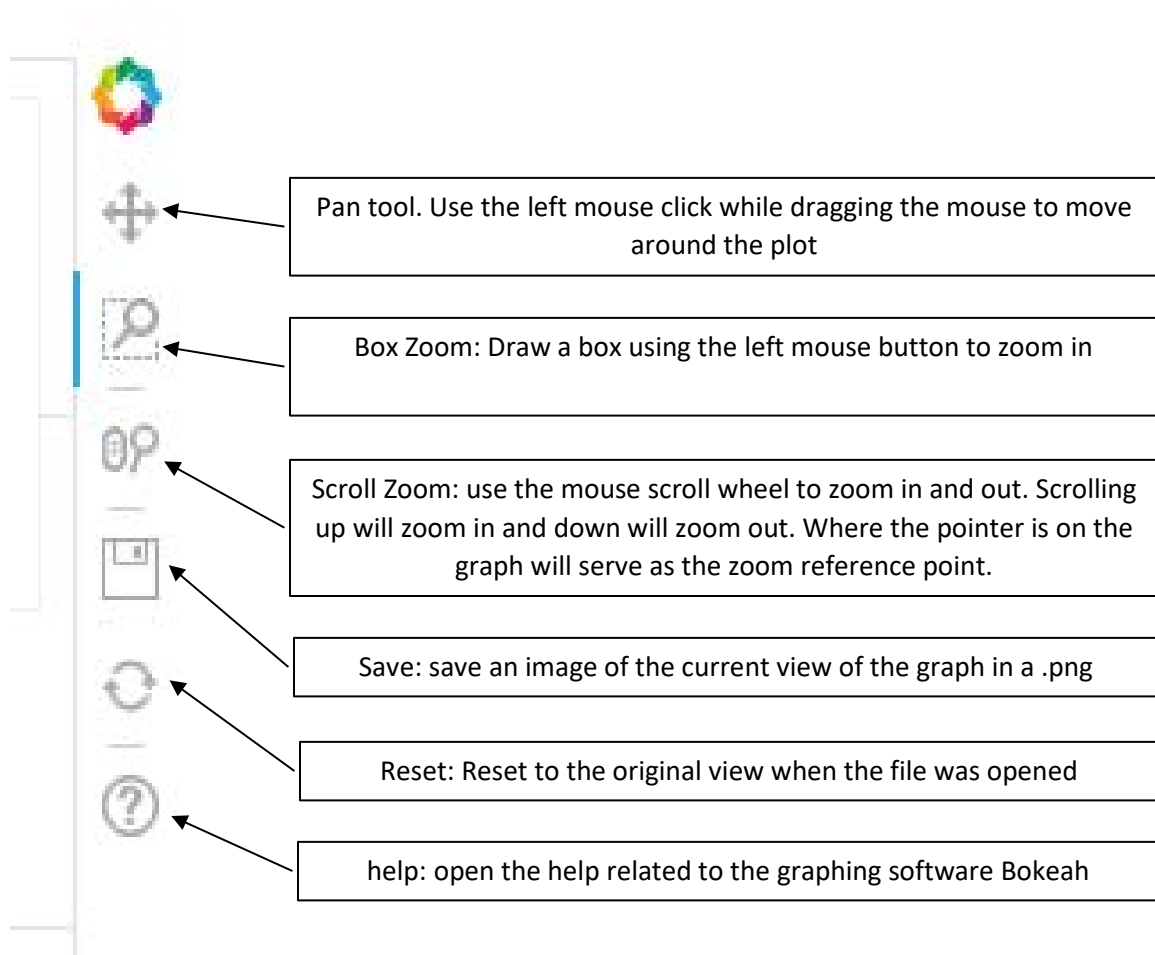 Pan tool. Use the left mouse click while dragging the mouse to move
around the plot
Box Zoom: Draw a box using the left mouse button to zoom in
Scroll Zoom: use the mouse scroll wheel to zoom in and out. Scrolling
up will zoom in and down will zoom out. Where the pointer is on the
graph will serve as the zoom reference point.
Save: save an image of the current view of the graph in a .png
Reset: Reset to the original view when the file was opened
help: open the help related to the graphing software Bokeah